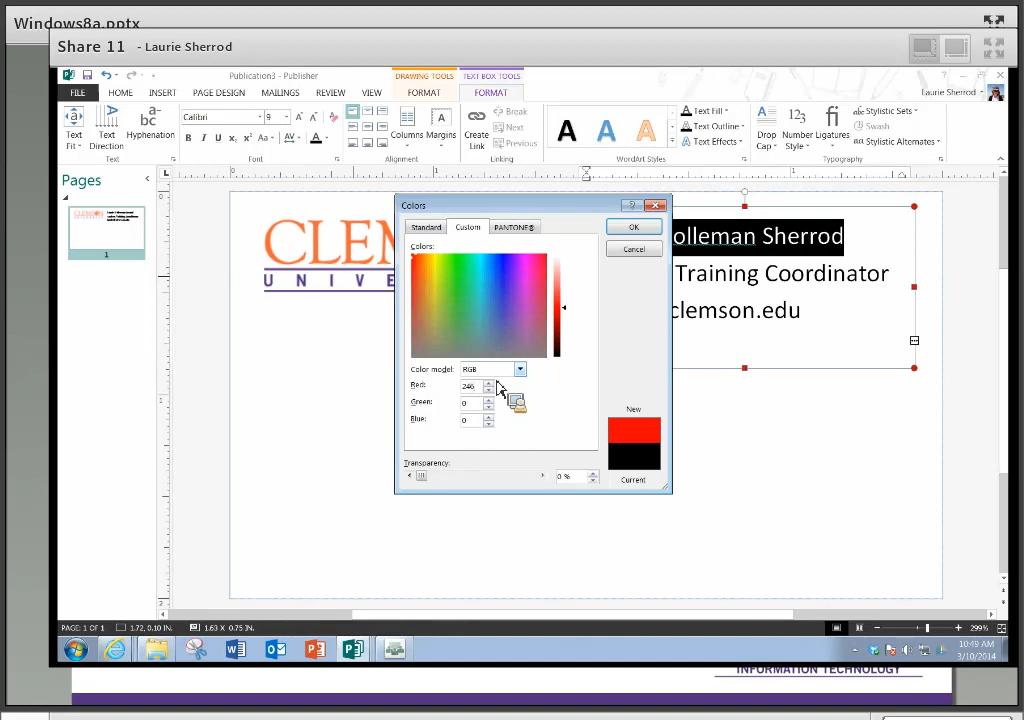 Windows8a.pptx
Share 11 - Laurie Sherrod
Publication3 - Publisher
DRAWING TOOLS
TEXT BOX TOOLS
FILE HOME INSERT PAGE DESIGN MAILINGS REVIEW VIEW FORMAT FORMAT
Laurie Sherrod
Text Fit
Text Direction
Hyphenation
Text
Calibri 9
B I U
Aa
AV
A
Font
Columns Margins
Alignment
Create Link
Break
Next
Previous
Linking
A A A
Text Fill
Text Outline
Text Effects
WordArt Styles
Drop Cap
Number Style
Ligatures
Stylistic Sets
Swash
Stylistic Alternates
Typography
Pages
1
CLEM
UNIVE
olleman Sherrod
Training Coordinator
clemson.edu
Colors
Standard Custom PANTONE®
OK
Cancel
Colors:
Color model: RGB
Red: 246
Green: 0
Blue: 0
New
Current
Transparency:
0 %
PAGE: 1 OF 1 1.72, 0.10 IN. 1.63 X 0.75 IN. 299%
10:49 AM
3/10/2014
INFORMATION TECHNOLOGY